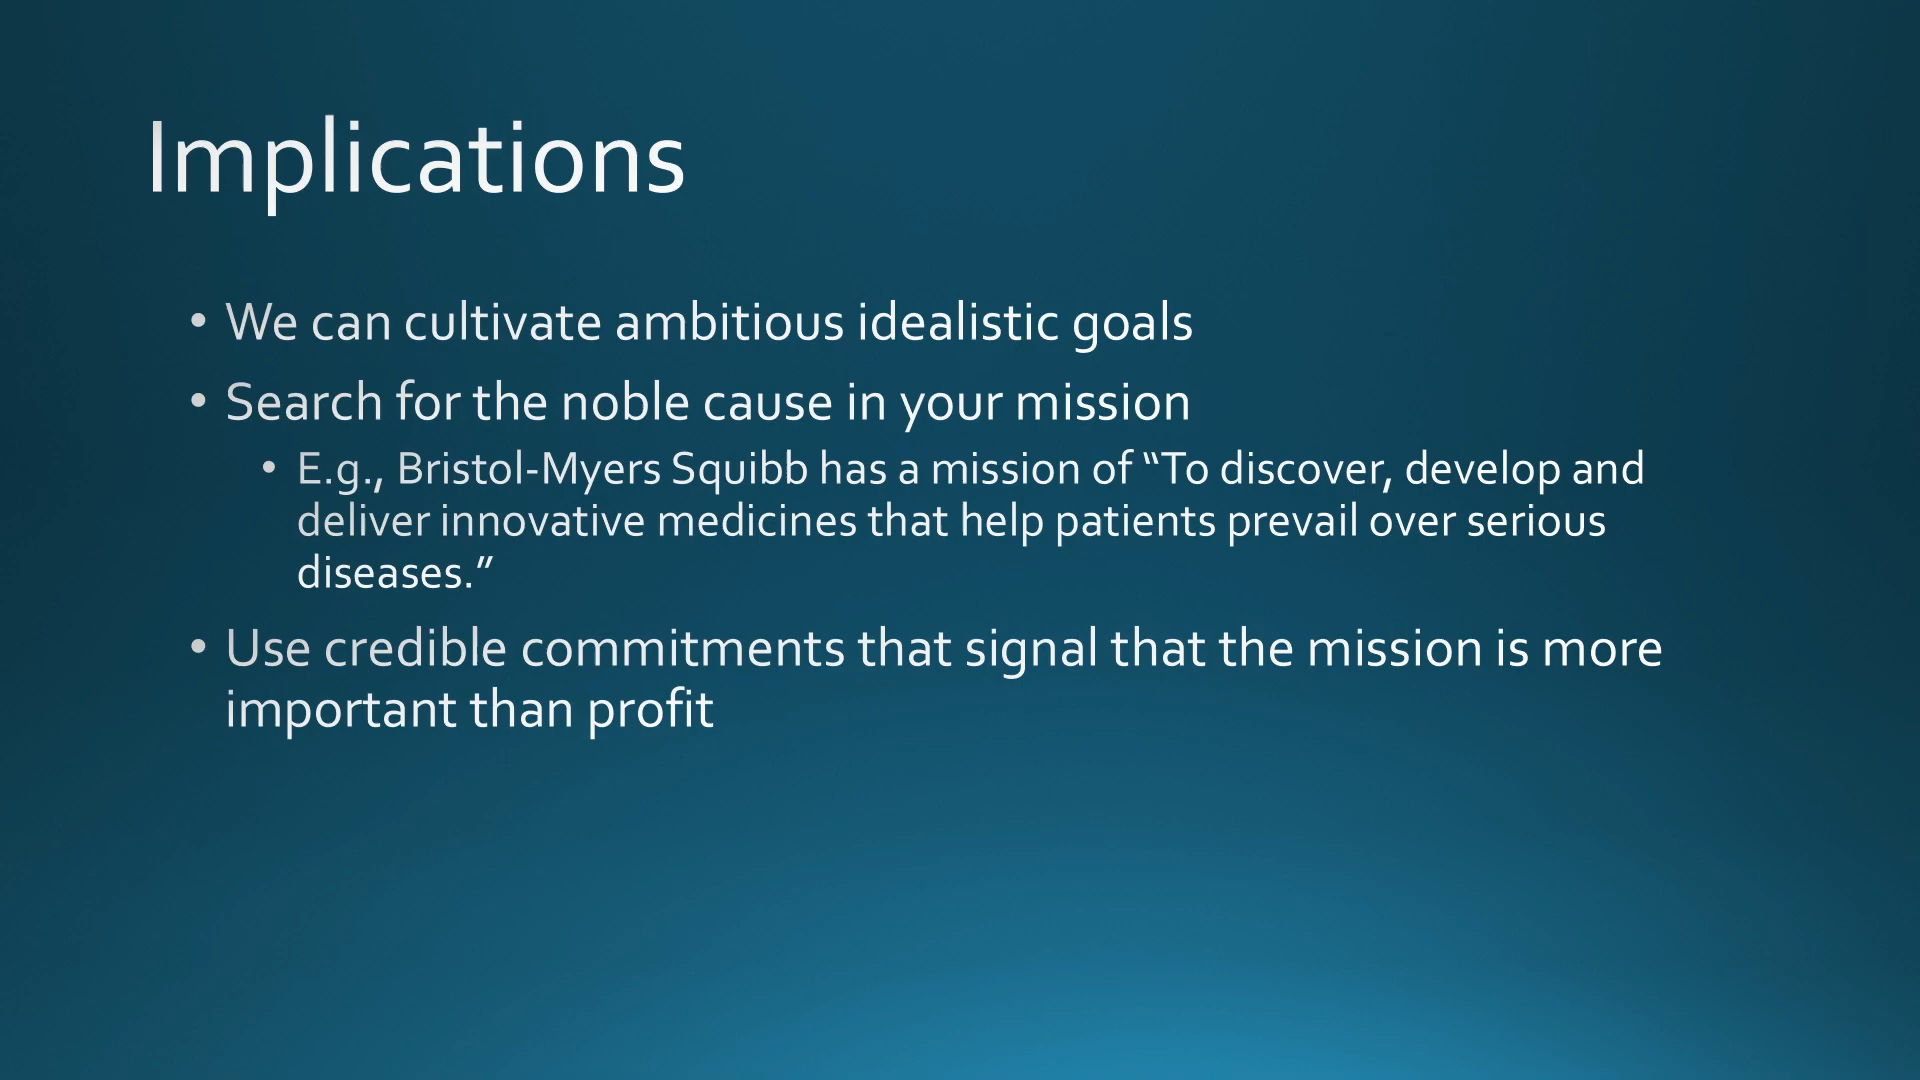 Implications
• We can cultivate ambitious idealistic goals
• Search for the noble cause in your mission
• E.g., Bristol-Myers Squibb has a mission of “To discover, develop and
deliver innovative medicines that help patients prevail over serious
diseases.”
• Use credible commitments that signal that the mission is more
important than profit